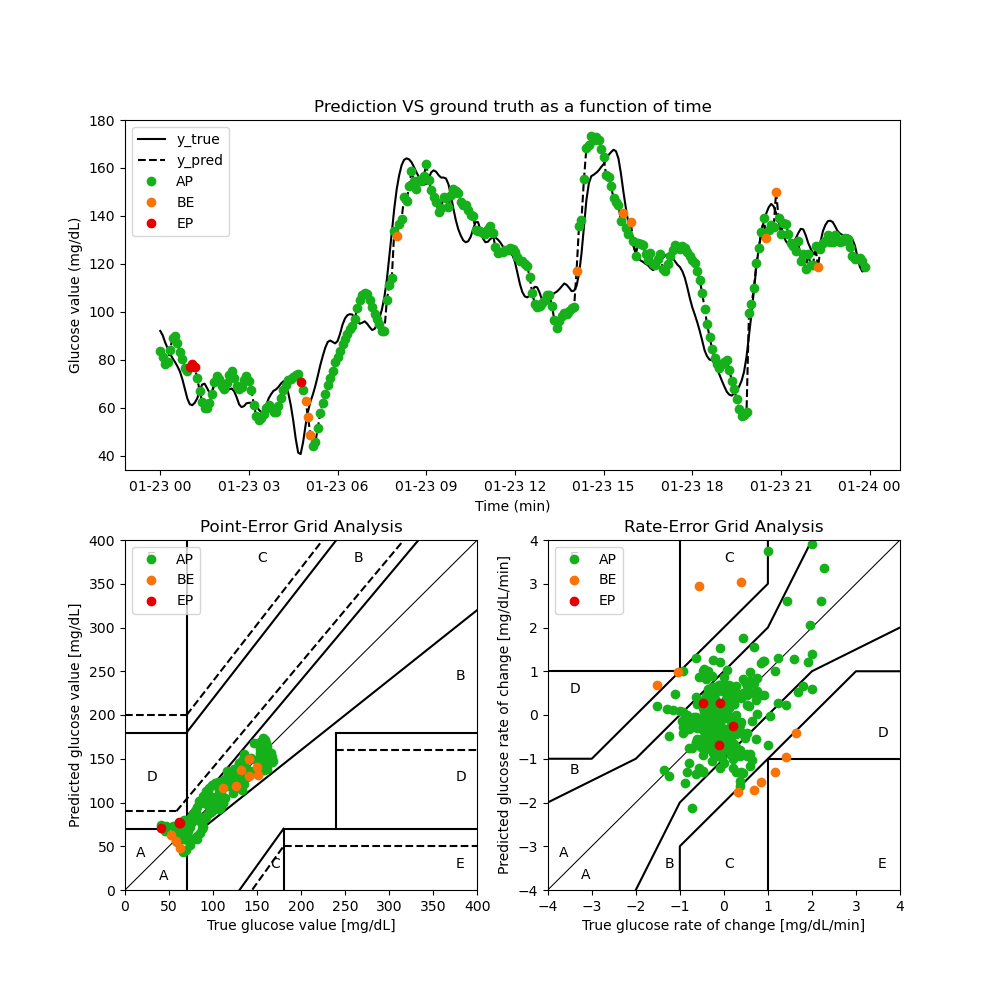 Prediction VS ground truth as a function of time
180
160
140
120
100
80
60
40
Glucose value (mg/dL)
y_true
y_pred
AP
BE
EP
01-23 00 01-23 03 01-23 06 01-23 09 01-23 12 01-23 15 01-23 18 01-23 21 01-24 00
Time (min)
Point-Error Grid Analysis
400
350
300
250
200
150
100
50
0
Predicted glucose value [mg/dL]
AP
BE
EP
C B
B
D D
A
A
C E
0 50 100 150 200 250 300 350 400
True glucose value [mg/dL]
Rate-Error Grid Analysis
4
3
2
1
0
−1
−2
−3
−4
Predicted glucose rate of change [mg/dL/min]
AP
BE
EP
C
D
D
B
A
A
B C E
−4 −3 −2 −1 0 1 2 3 4
True glucose rate of change [mg/dL/min]